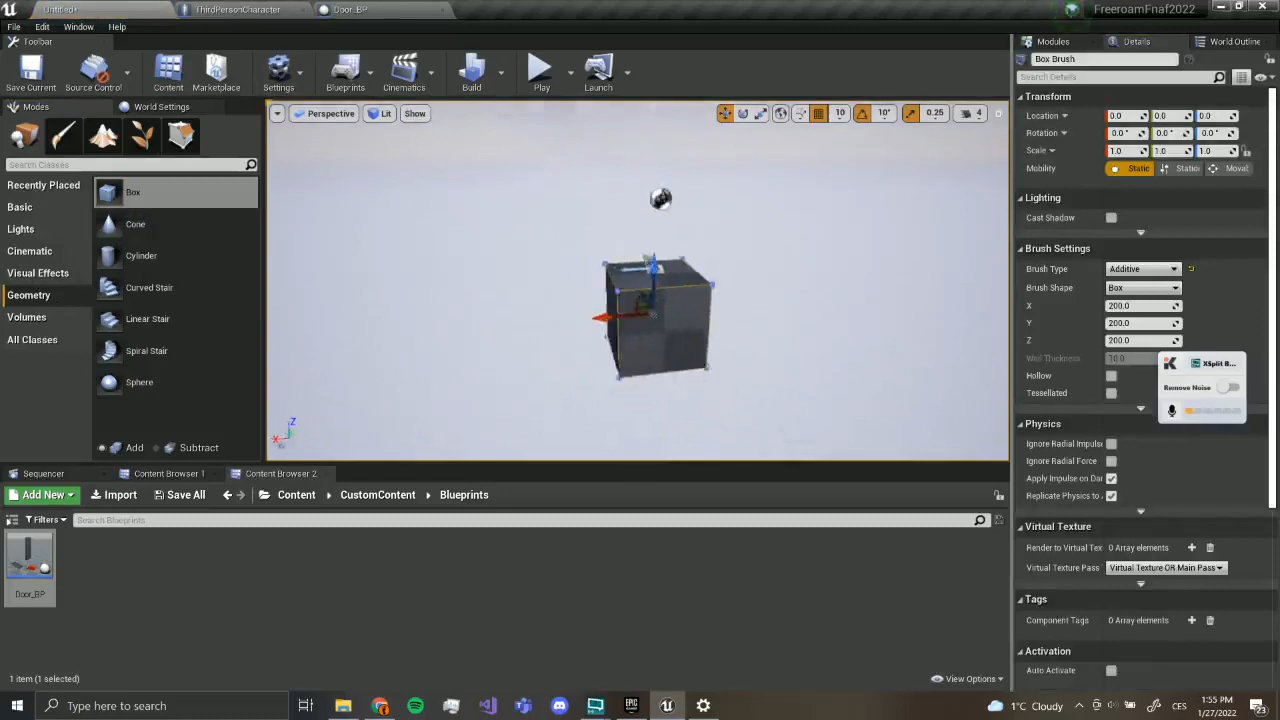 Untitled*
ThirdPersonCharacter
Door_BP
FreeroamFnaf2022
File Edit Window Help
Toolbar
Modules
Details
World Outline
Save Current
Source Control
Content
Marketplace
Settings
Blueprints
Cinematics
Build
Play
Launch
Box Brush
Search Details
Modes
World Settings
Search Classes
Recently Placed
Basic
Lights
Cinematic
Visual Effects
Geometry
Volumes
All Classes
Box
Cone
Cylinder
Curved Stair
Linear Stair
Spiral Stair
Sphere
Add
Subtract
Perspective
Lit
Show
10
10°
0.25
4
Z
X
Transform
Location 0.0 0.0 0.0
Rotation 0.0 ° 0.0 ° 0.0 °
Scale 1.0 1.0 1.0
Mobility Static Station Moval
Lighting
Cast Shadow
Brush Settings
Brush Type Additive
Brush Shape Box
X 200.0
Y 200.0
Z 200.0
Wall Thickness 10.0
Hollow
Tessellated
XSplit B...
Remove Noise
Physics
Ignore Radial Impulse
Ignore Radial Force
Apply Impulse on Dan
Replicate Physics to
Virtual Texture
Render to Virtual Tex 0 Array elements
Virtual Texture Pass Virtual Texture OR Main Pass
Tags
Component Tags 0 Array elements
Activation
Auto Activate
Sequencer
Content Browser 1
Content Browser 2
Add New
Import
Save All
Content
CustomContent
Blueprints
Filters
Search Blueprints
Door_BP
1 item (1 selected)
View Options
Type here to search
EPIC
1°C Cloudy
CES
1:55 PM
1/27/2022
23